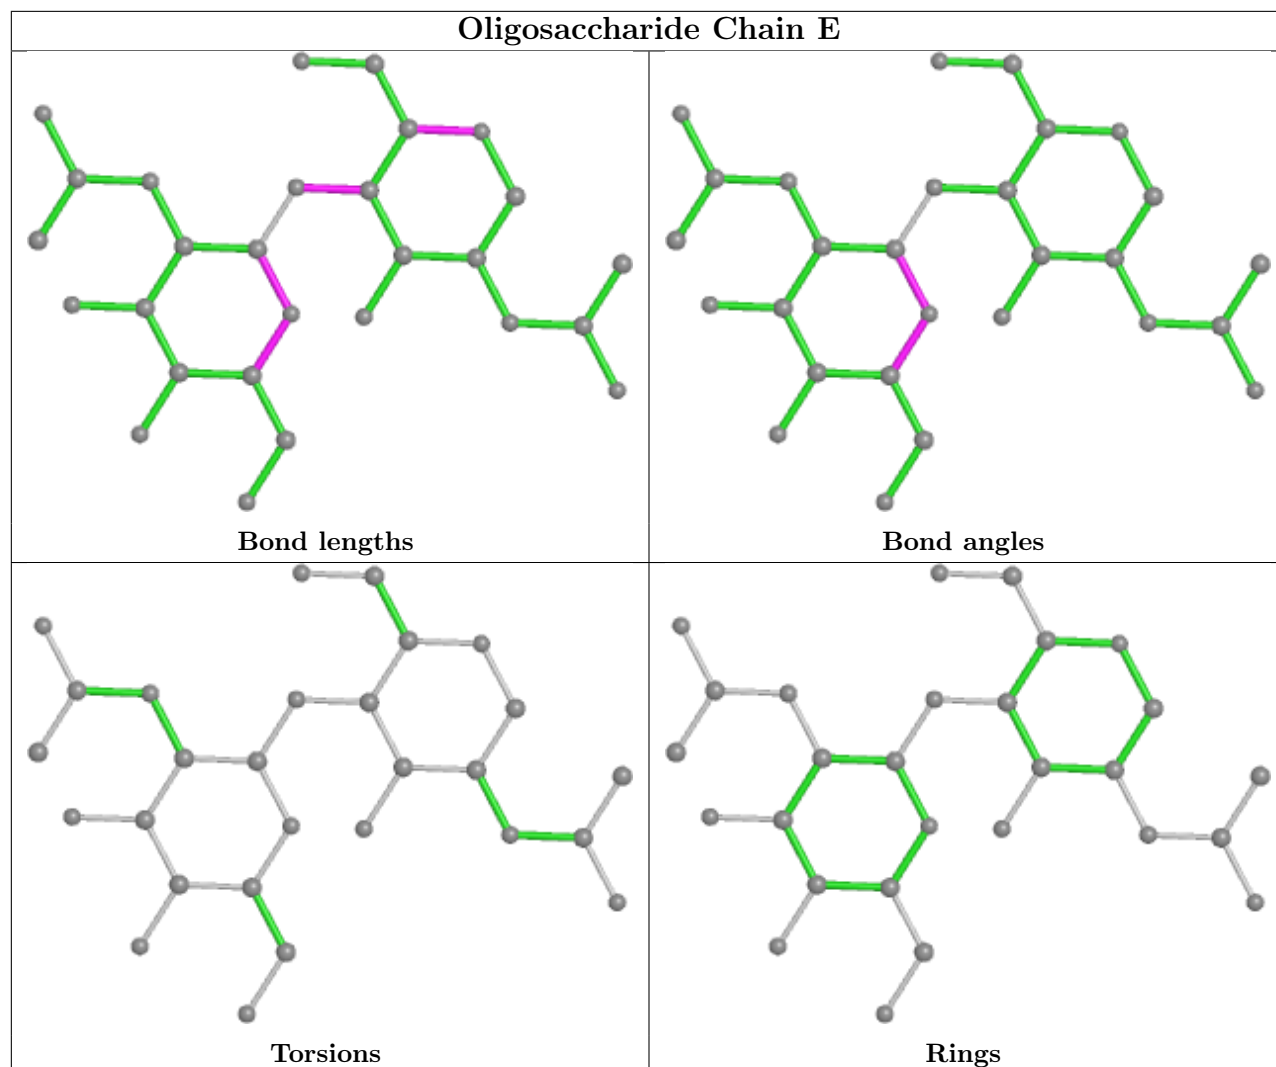 Oligosaccharide Chain E
Bond lengths
Bond angles
Torsions
Rings